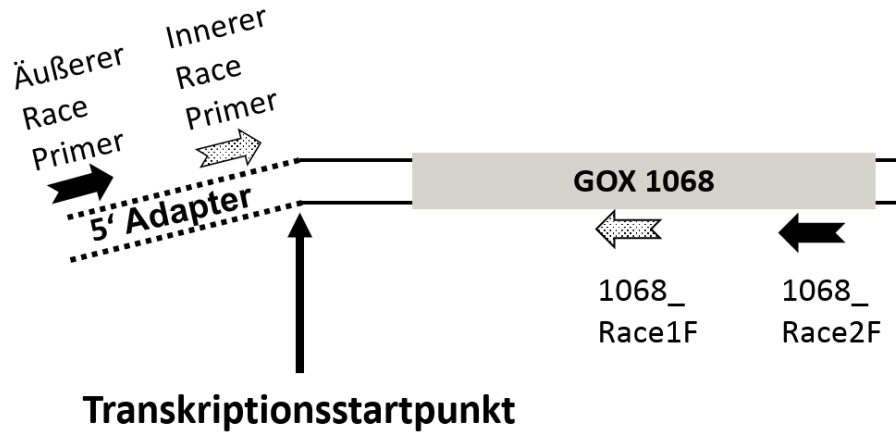 Äußerer
Race
Primer
Innerer
Race
Primer
5‘ Adapter
GOX 1068
1068_
Race1F
1068_
Race2F
Transkriptionsstartpunkt